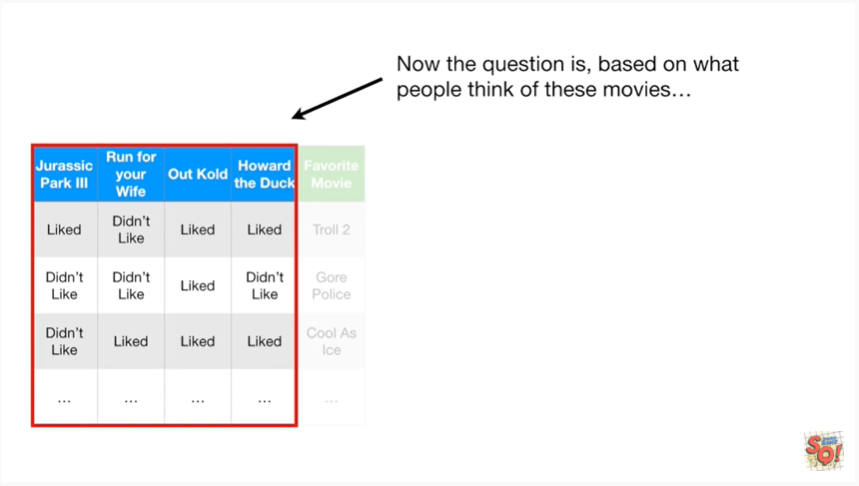 Now the question is, based on what
people think of these movies…
Jurassic
Park III
Run for
your
Wife
Out Kold
Howard
the Duck
Favorite
Movie
Liked
Didn't
Like
Liked
Liked
Troll 2
Didn't
Like
Didn't
Like
Liked
Didn't
Like
Gore
Police
Didn't
Like
Liked
Liked
Liked
Cool As
Ice
…
…
…
…
…
SQ!